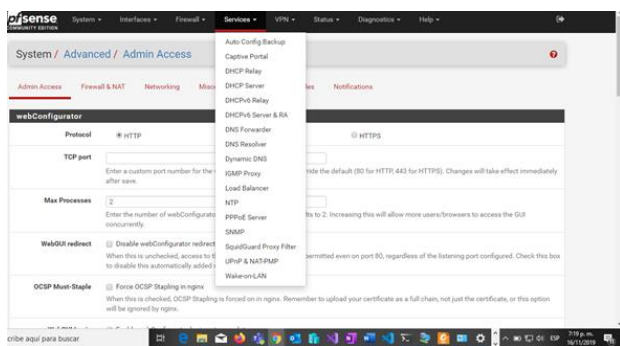 pfsense
COMMUNITY EDITION
System Interfaces Firewall Services VPN Status Diagnostics Help
System / Advanced / Admin Access
Admin Access Firewall & NAT Networking Notifications
Auto Config Backup
Captive Portal
DHCP Relay
DHCP Server
DHCPv6 Relay
DHCPv6 Server & RA
DNS Forwarder
DNS Resolver
Dynamic DNS
IGMP Proxy
Load Balancer
NTP
PPPoE Server
SNMP
SquidGuard Proxy Filter
UPnP & NAT-PMP
Wake-on-LAN
webConfigurator
Protocol HTTP HTTPS
TCP port
Enter a custom port number for the ride the default (80 for HTTP, 443 for HTTPS). Changes will take effect immediately
after save.
Max Processes 2
Enter the number of webConfigurato ts to 2. Increasing this will allow more users/browsers to access the GUI
concurrently.
WebGUI redirect Disable webConfigurator redirect
When this is unchecked, access to t permitted even on port 80, regardless of the listening port configured. Check this box
to disable this automatically added
OCSP Must-Staple Force OCSP Stapling in nginx
When this is checked, OCSP Stapling is forced on in nginx. Remember to upload your certificate as a full chain, not just the certificate, or this option
will be ignored by nginx.
cribe aquí para buscar ESP 7:19 p. m.
16/11/2019